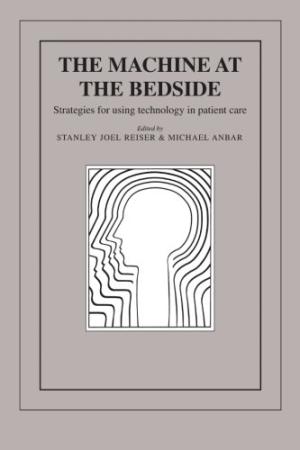 THE MACHINE AT
THE BEDSIDE
Strategies for using technology in patient care
Edited by
STANLEY JOEL REISER & MICHAEL ANBAR